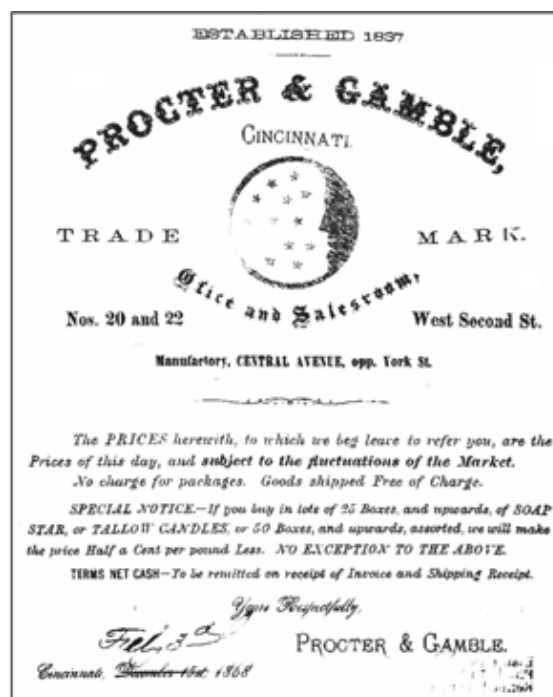 ESTABLISHED 1837
PROCTER & GAMBLE,
CINCINNATI.
TRADE MARK.
Office and Salesroom,
Nos. 20 and 22 West Second St.
Manufactory, CENTRAL AVENUE, opp. York St.
The PRICES herewith, to which we beg leave to refer you, are the
Prices of this day, and subject to the fluctuations of the Market.
No charge for packages. Goods shipped Free of Charge.
SPECIAL NOTICE.—If you buy in lots of 25 Boxes, and upwards, of SOAP
STAR, or TALLOW CANDLES, or 50 Boxes, and upwards, assorted, we will make
the price Half a Cent per pound Less. NO EXCEPTION TO THE ABOVE.
TERMS NET CASH—To be remitted on receipt of Invoice and Shipping Receipt.
Yours Respectfully,
Feb 3d PROCTER & GAMBLE.
Cincinnati, December 1868